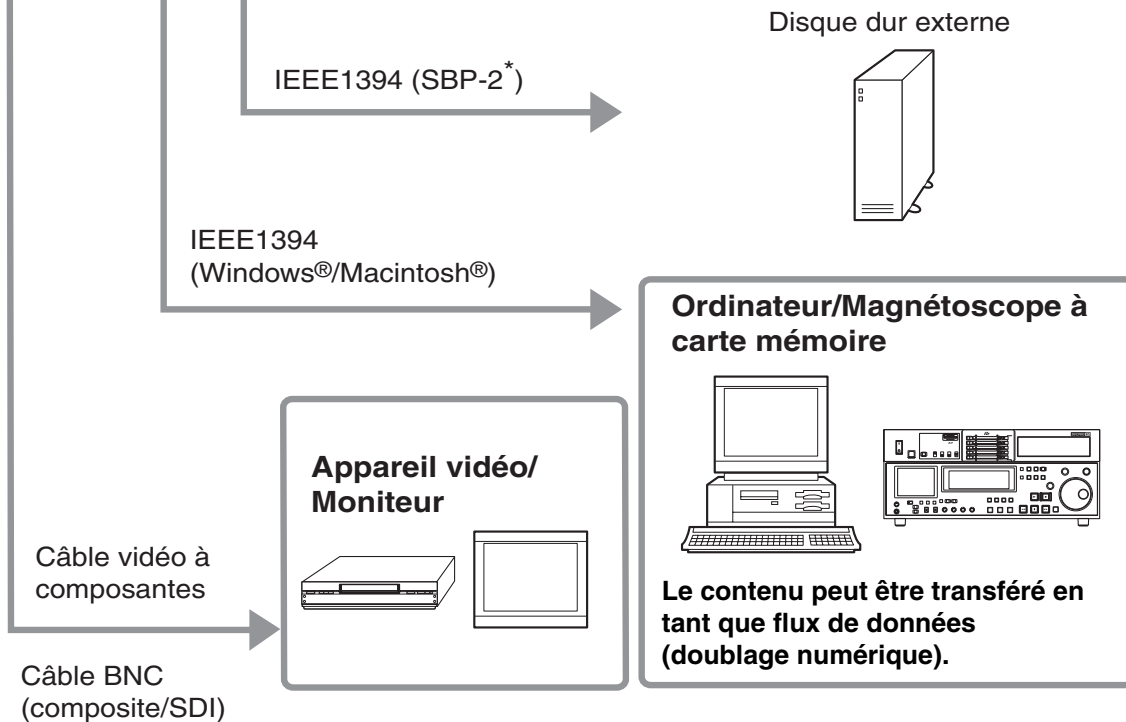 Disque dur externe
IEEE1394 (SBP-2*)
IEEE1394
(Windows®/Macintosh®)
Ordinateur/Magnétoscope à
carte mémoire
Appareil vidéo/
Moniteur
Le contenu peut être transféré en
tant que flux de données
(doublage numérique).
Câble vidéo à
composantes
Câble BNC
(composite/SDI)